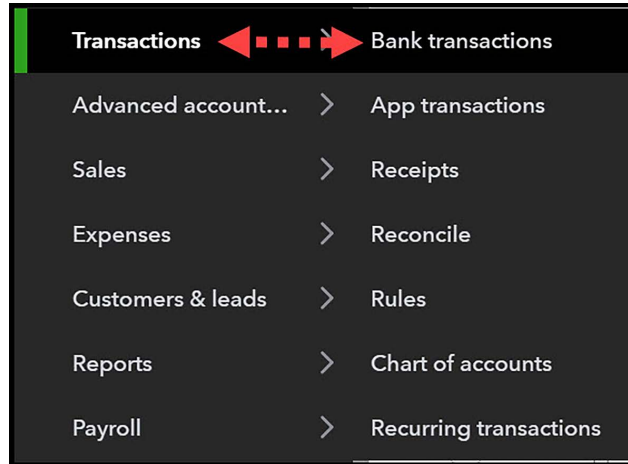 Transactions
Advanced account...
Sales
Expenses
Customers & leads
Reports
Payroll
Bank transactions
App transactions
Receipts
Reconcile
Rules
Chart of accounts
Recurring transactions